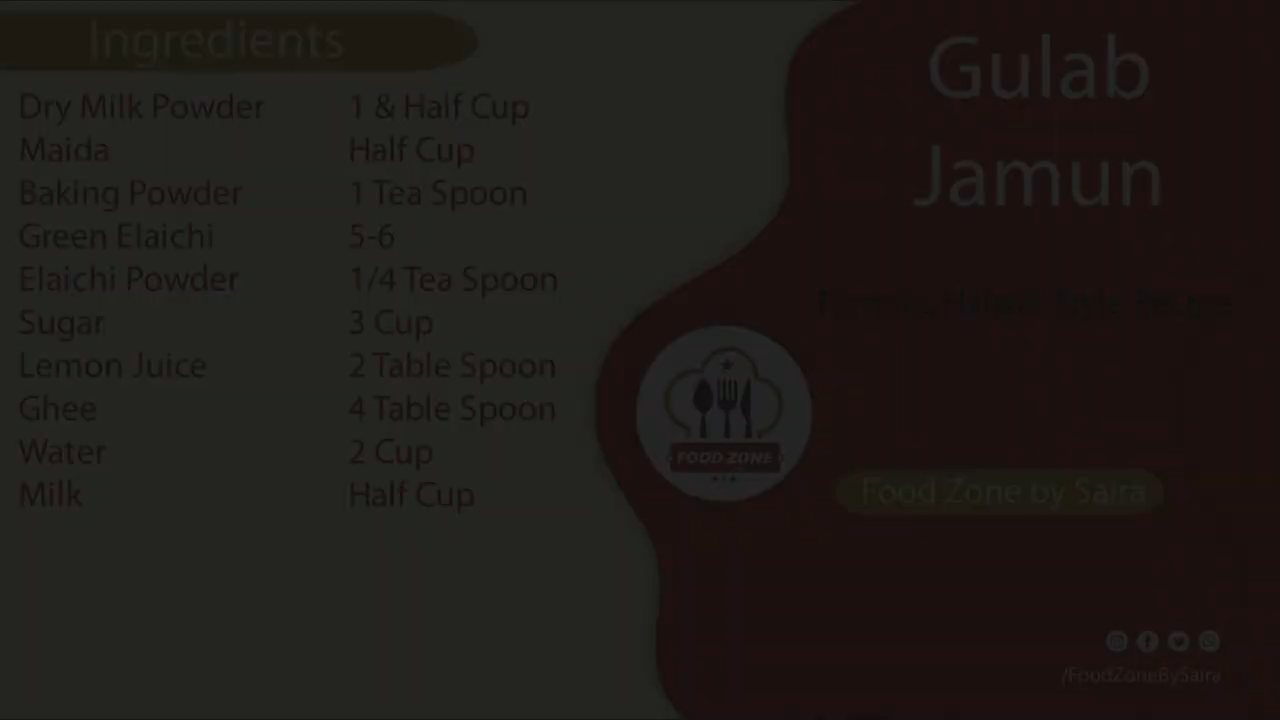 Ingredients
Dry Milk Powder 1 & Half Cup
Maida Half Cup
Baking Powder 1 Tea Spoon
Green Elaichi 5-6
Elaichi Powder 1/4 Tea Spoon
Sugar 3 Cup
Lemon Juice 2 Table Spoon
Ghee 4 Table Spoon
Water 2 Cup
Milk Half Cup
Gulab
Jamun
Style
FOOD ZONE
Food Zone by Saira
/FoodZoneBySaira